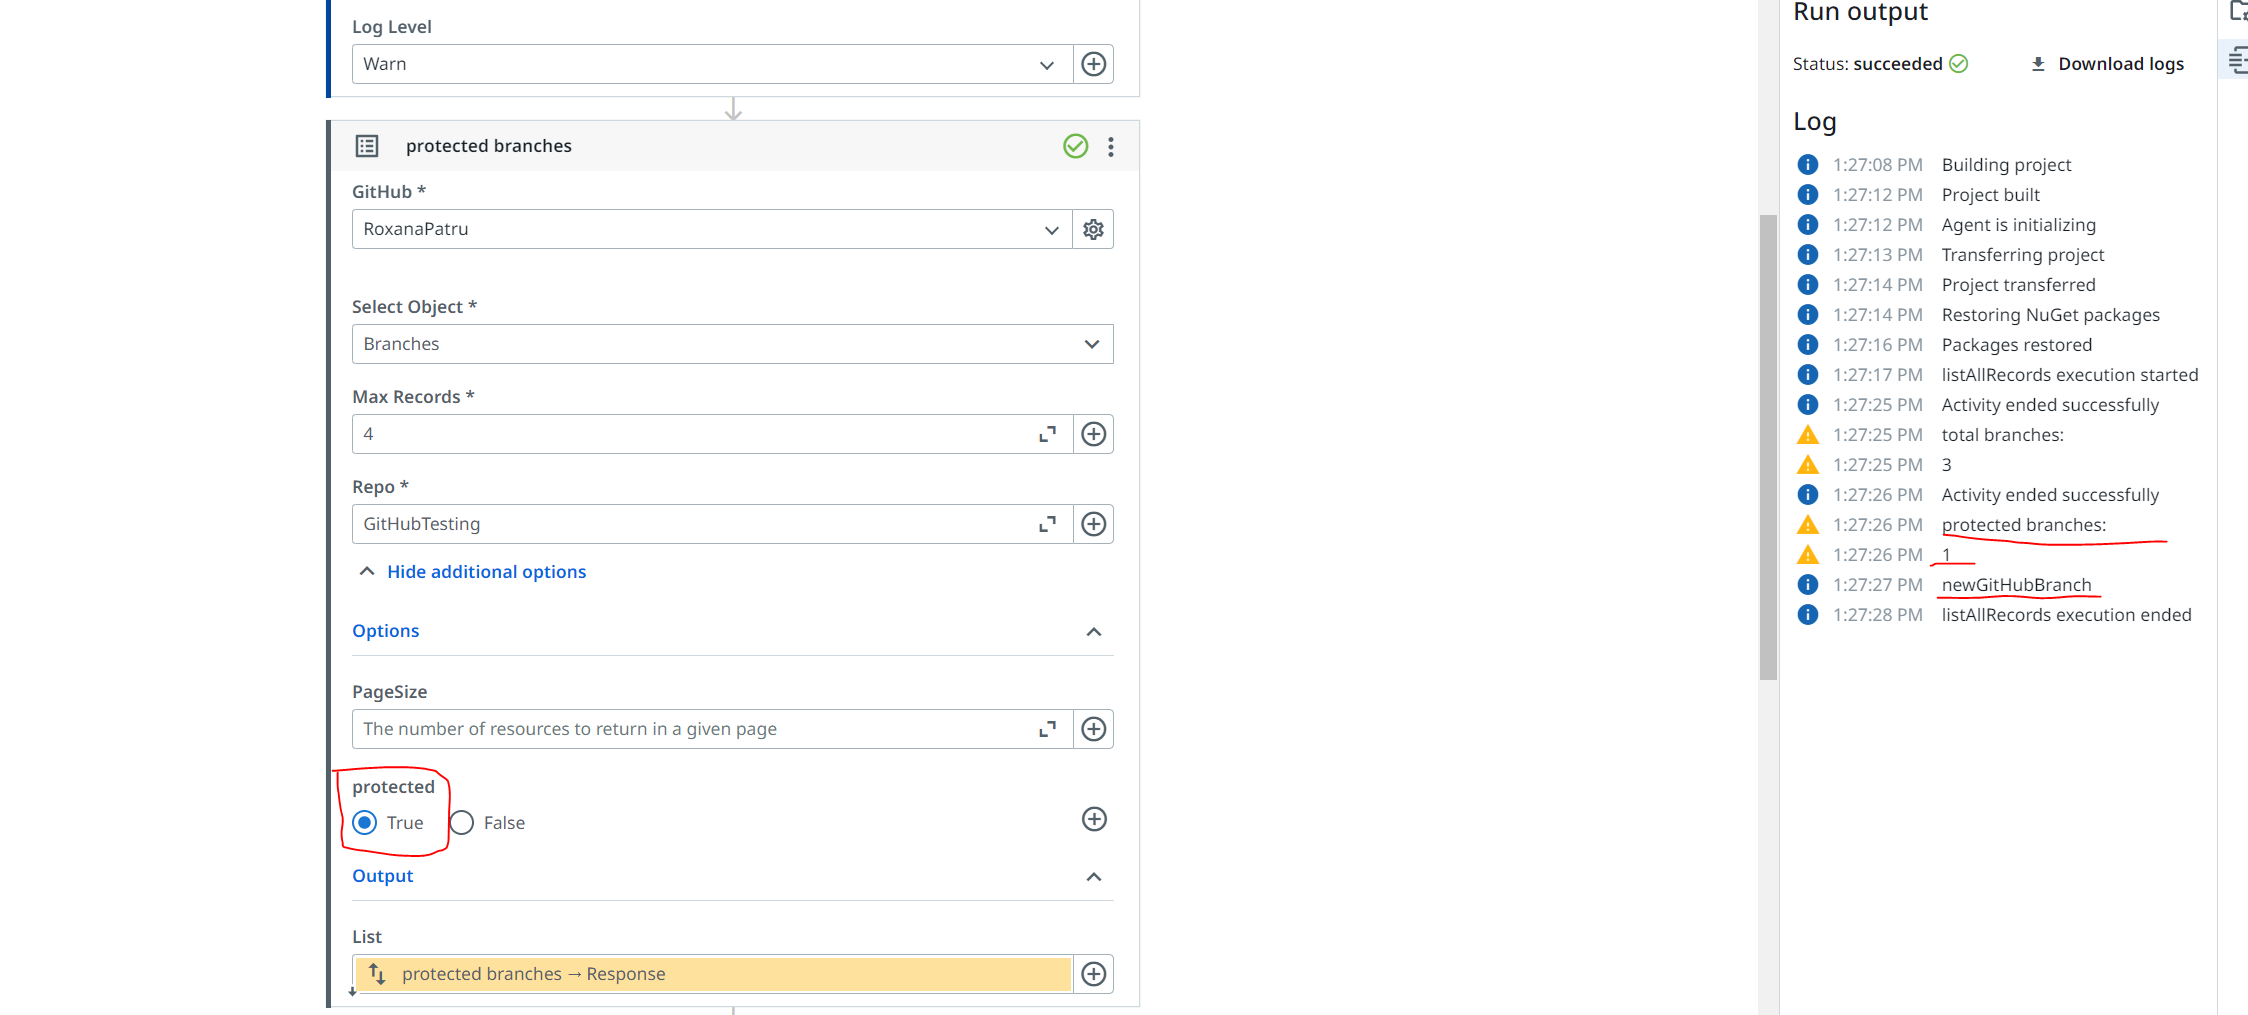 Log Level
Warn
protected branches
GitHub *
RoxanaPatru
Select Object *
Branches
Max Records *
4
Repo *
GitHubTesting
Hide additional options
Options
PageSize
The number of resources to return in a given page
protected
True False
Output
List
protected branches → Response
Run output
Status: succeeded Download logs
Log
1:27:08 PM Building project
1:27:12 PM Project built
1:27:12 PM Agent is initializing
1:27:13 PM Transferring project
1:27:14 PM Project transferred
1:27:14 PM Restoring NuGet packages
1:27:16 PM Packages restored
1:27:17 PM listAllRecords execution started
1:27:25 PM Activity ended successfully
1:27:25 PM total branches:
1:27:25 PM 3
1:27:26 PM Activity ended successfully
1:27:26 PM protected branches:
1:27:26 PM 1
1:27:27 PM newGitHubBranch
1:27:28 PM listAllRecords execution ended